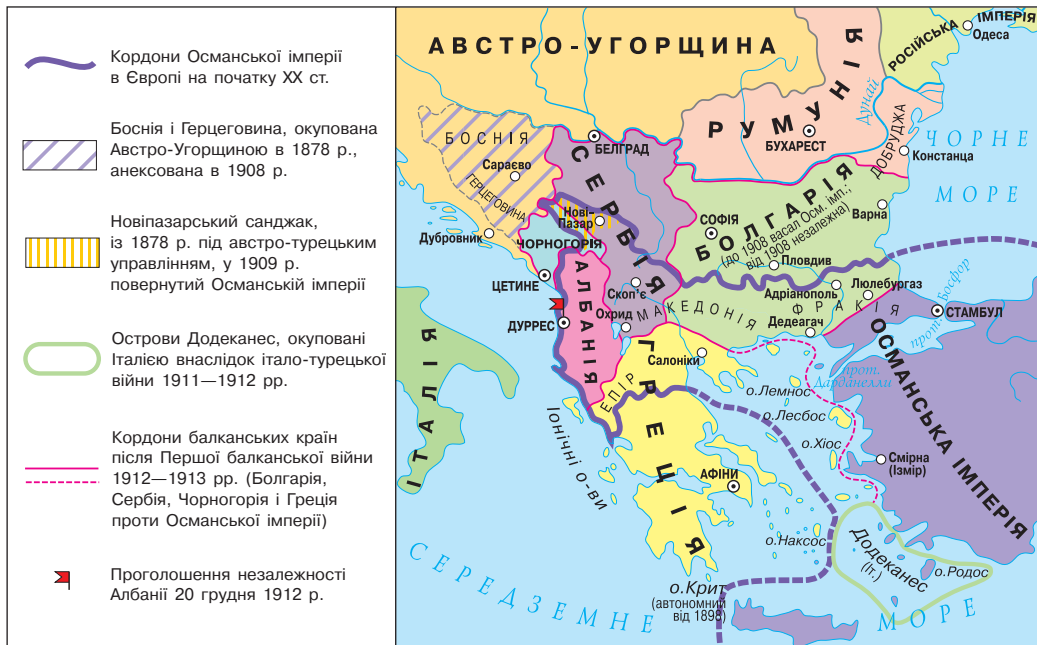 Кордони Османської імперії
в Європі на початку XX ст.
Боснія і Герцеговина, окупована
Австро-Угорщиною в 1878 р.,
анексована в 1908 р.
Новіпазарський санджак,
із 1878 р. під австро-турецьким
управлінням, у 1909 р.
повернутий Османській імперії
Острови Додеканес, окуповані
Італією внаслідок італо-турецької
війни 1911—1912 рр.
Кордони балканських країн
після Першої балканської війни
1912—1913 рр. (Болгарія,
Сербія, Чорногорія і Греція
проти Османської імперії)
Проголошення незалежності
Албанії 20 грудня 1912 р.
АВСТРО-УГОРЩИНА
РОСІЙСЬКА ІМПЕРІЯ
Одеса
РУМУНІЯ
БУХАРЕСТ
Дунай
ДОБРУДЖА
Констанца
ЧОРНЕ
МОРЕ
БОСНІЯ
Сараєво
ГЕРЦЕГОВИНА
Дубровник
БЕЛГРАД
СЕРБІЯ
Нові-
Пазар
ЧОРНОГОРІЯ
ЦЕТИНЕ
БОЛГАРІЯ
(до 1908 васал Осм. імп.;
від 1908 незалежна)
СОФІЯ
Варна
Пловдив
Адріанополь
Люлебургаз
ФРАКІЯ
Дедеагач
МАКЕДОНІЯ
Скоп'є
Охрид
АЛБАНІЯ
ДУРРЕС
прот. Босфор
СТАМБУЛ
прот.
Дарданелли
ОСМАНСЬКА ІМПЕРІЯ
Салоніки
ЕПІР
ГРЕЦІЯ
АФІНИ
Іонічні о-ви
о.Лемнос
о.Лесбос
о.Хіос
Смірна
(Ізмір)
о.Наксос
Додеканес
(Іт.)
о.Родос
о.Крит
(автономний
від 1898)
ІТАЛІЯ
СЕРЕДЗЕМНЕ МОРЕ